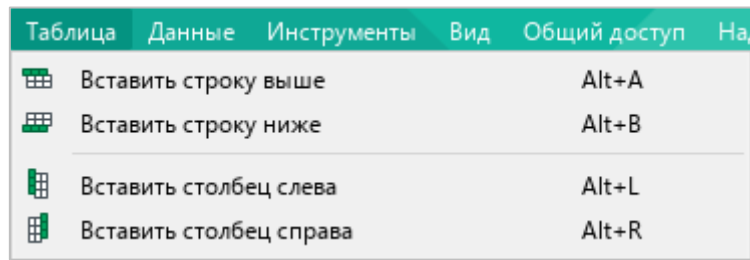 Таблица Данные Инструменты Вид Общий доступ На
Вставить строку выше Alt+A
Вставить строку ниже Alt+B
Вставить столбец слева Alt+L
Вставить столбец справа Alt+R